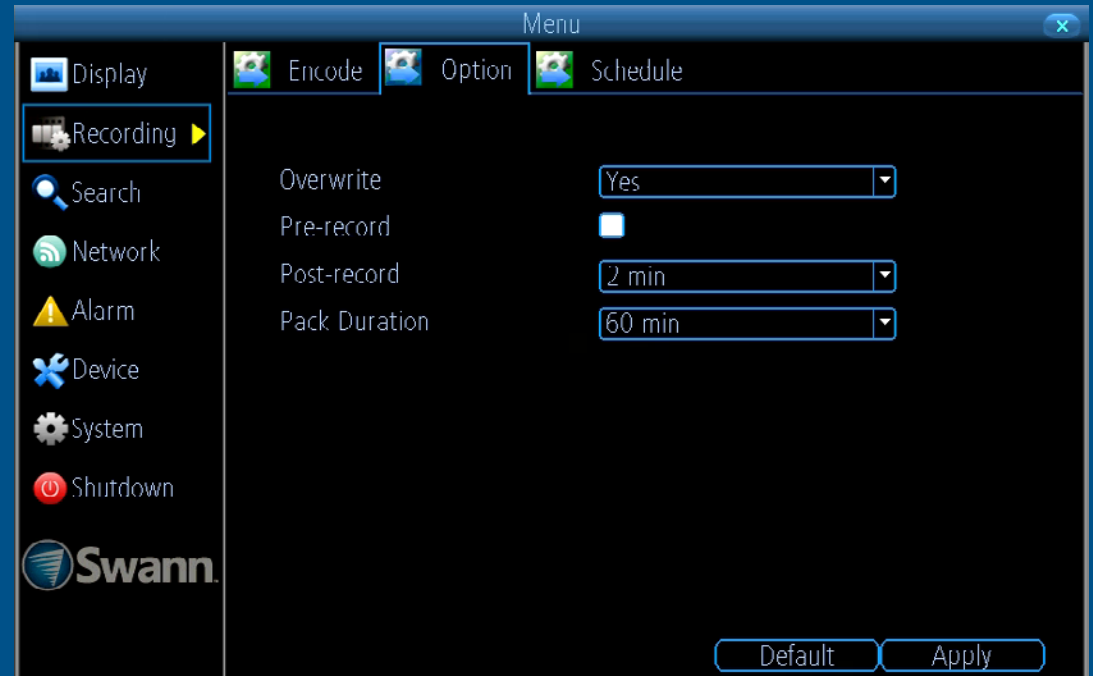 Menu
Display
Recording
Search
Network
Alarm
Device
System
Shutdown
Swann.
Encode Option Schedule
Overwrite Yes
Pre-record
Post-record 2 min
Pack Duration 60 min
Default Apply